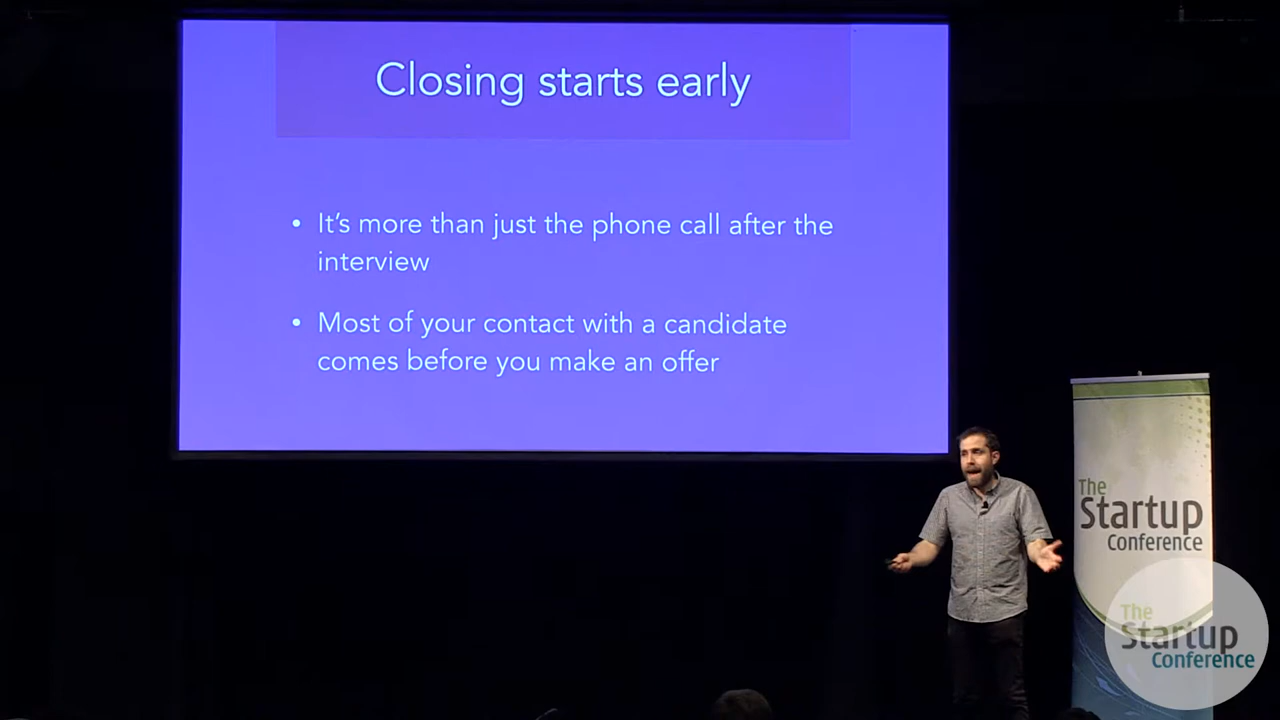 Closing starts early
• It's more than just the phone call after the
interview
• Most of your contact with a candidate
comes before you make an offer
The
Startup
Conference
The
Startup
Conference